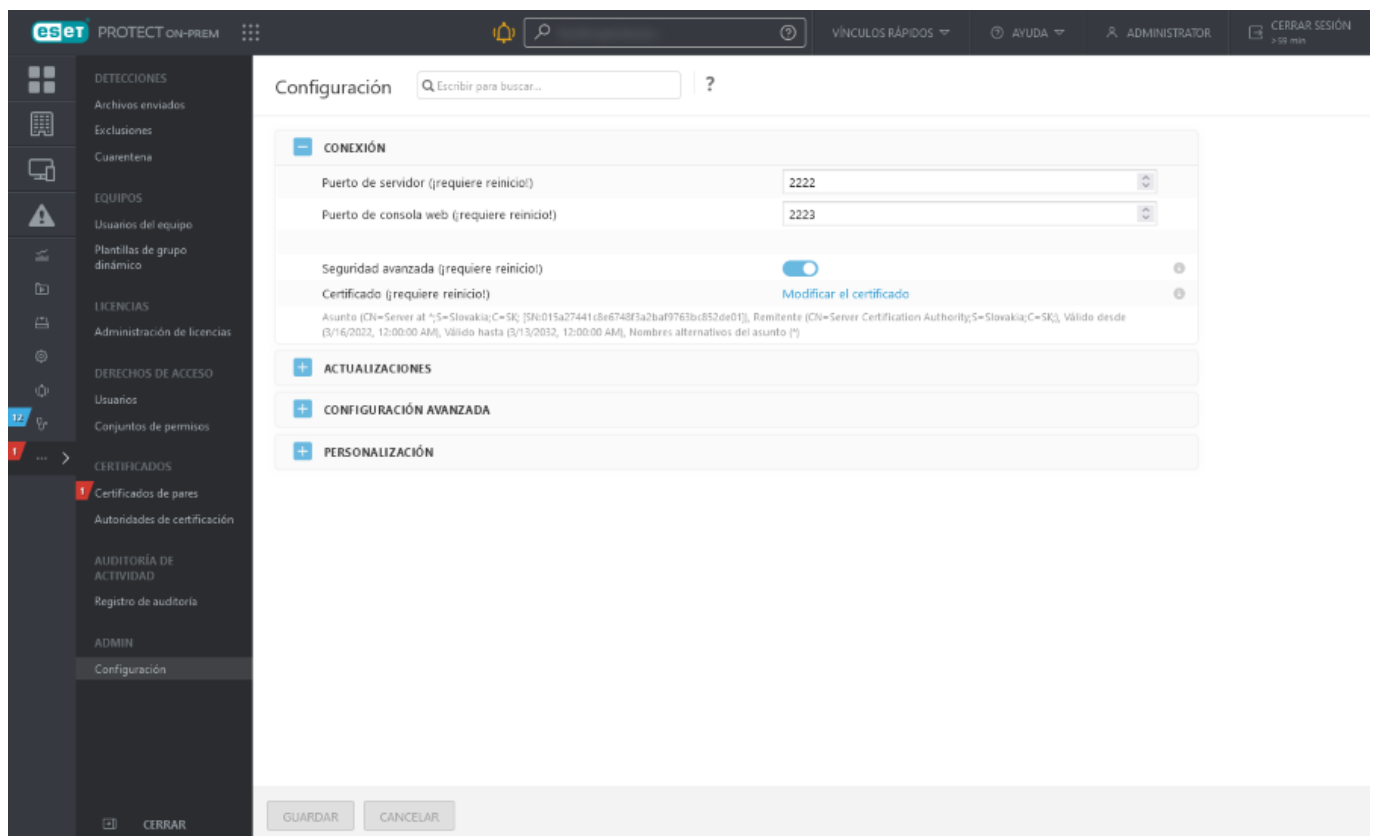 eset PROTECT ON-PREM
VÍNCULOS RÁPIDOS
AYUDA
ADMINISTRATOR
CERRAR SESIÓN
>59 min
DETECCIONES
Archivos enviados
Exclusiones
Cuarentena
EQUIPOS
Usuarios del equipo
Plantillas de grupo
dinámico
LICENCIAS
Administración de licencias
DERECHOS DE ACCESO
Usuarios
12
Conjuntos de permisos
1
CERTIFICADOS
1 Certificados de pares
Autoridades de certificación
AUDITORÍA DE
ACTIVIDAD
Registro de auditoría
ADMIN
Configuración
CERRAR
Configuración
Escribir para buscar...
?
CONEXIÓN
Puerto de servidor (¡requiere reinicio!) 2222
Puerto de consola web (¡requiere reinicio!) 2223
Seguridad avanzada (¡requiere reinicio!)
Certificado (¡requiere reinicio!) Modificar el certificado
Asunto (CN=Server at *;S=Slovakia;C=SK; [SN:015a27441c8e6748f3a2baf9763bc852de01]), Remitente (CN=Server Certification Authority;S=Slovakia;C=SK;), Válido desde
(3/16/2022, 12:00:00 AM), Válido hasta (3/13/2032, 12:00:00 AM), Nombres alternativos del asunto (*)
ACTUALIZACIONES
CONFIGURACIÓN AVANZADA
PERSONALIZACIÓN
GUARDAR
CANCELAR